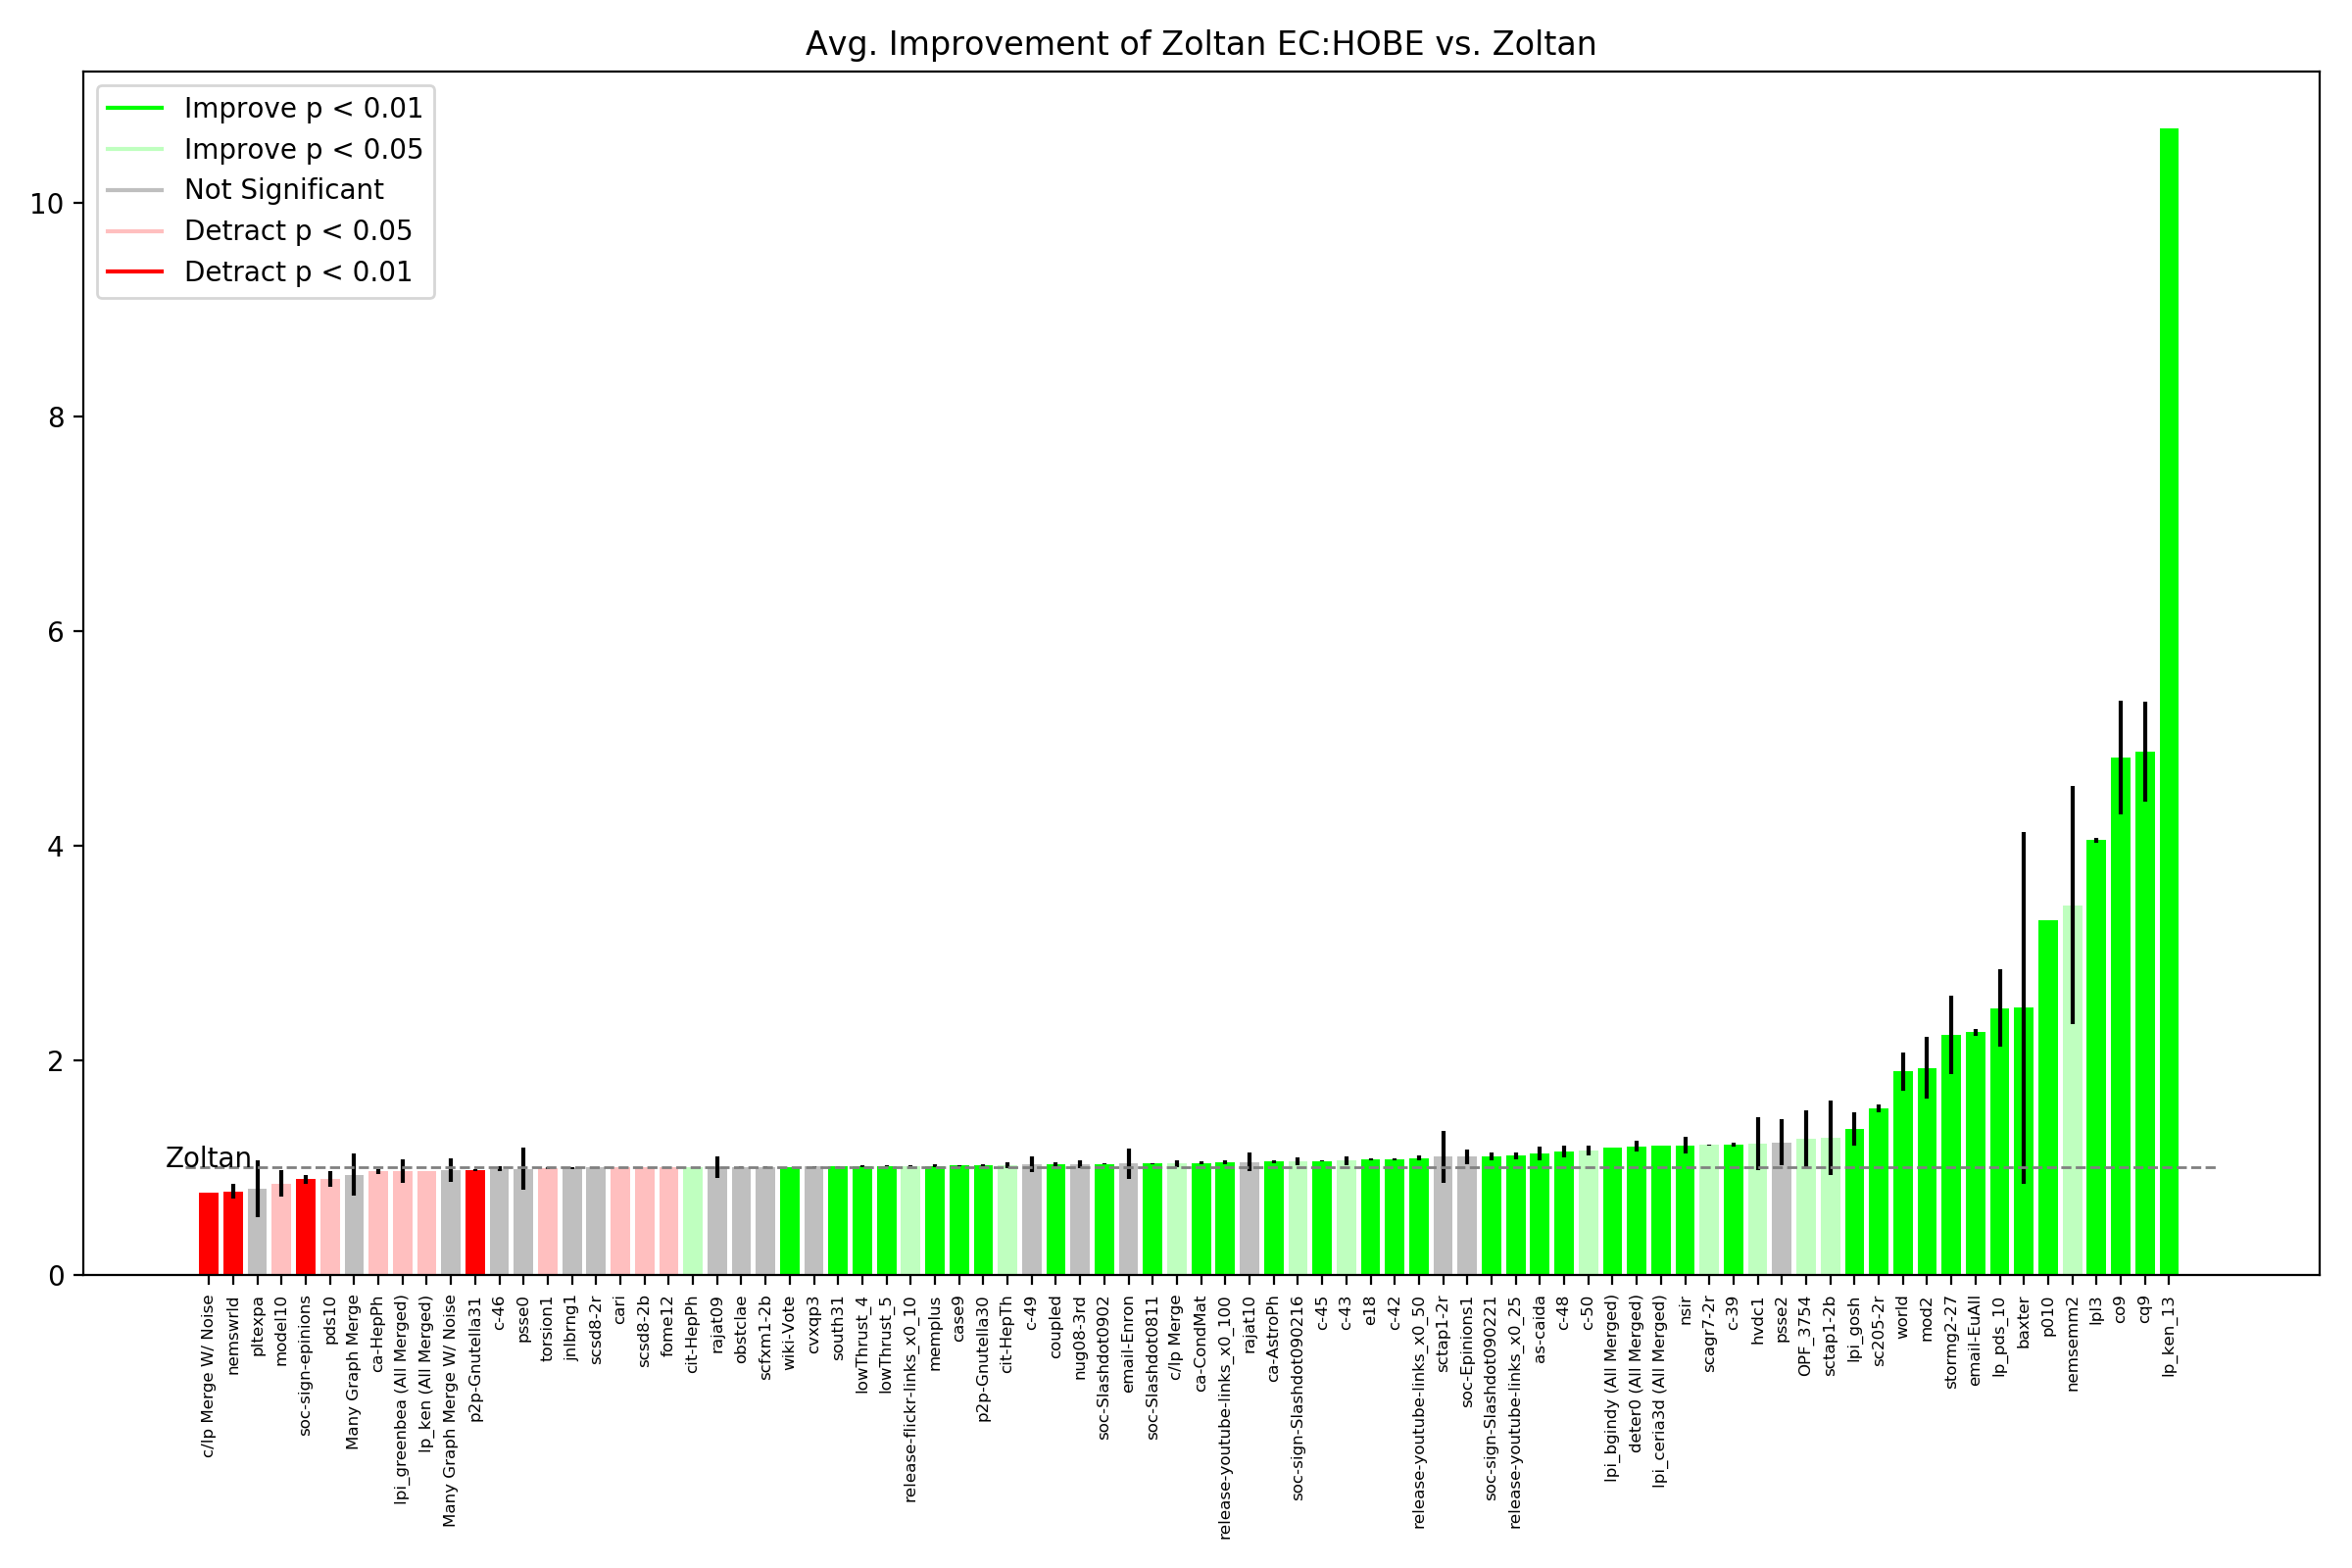 Avg. Improvement of Zoltan EC:HOBE vs. Zoltan
Improve p < 0.01
Improve p < 0.05
Not Significant
Detract p < 0.05
Detract p < 0.01
10
8
6
4
2
0
Zoltan
c/lp Merge W/ Noise
nemswrld
pltexpa
model10
soc-sign-epinions
pds10
Many Graph Merge
ca-HepPh
lpi_greenbea (All Merged)
lp_ken (All Merged)
Many Graph Merge W/ Noise
p2p-Gnutella31
c-46
psse0
torsion1
jnlbrng1
scsd8-2r
cari
scsd8-2b
fome12
cit-HepPh
rajat09
obstclae
scfxm1-2b
wiki-Vote
cvxqp3
south31
lowThrust_4
lowThrust_5
release-flickr-links_x0_10
memplus
case9
p2p-Gnutella30
cit-HepTh
c-49
coupled
nug08-3rd
soc-Slashdot0902
email-Enron
soc-Slashdot0811
c/lp Merge
ca-CondMat
release-youtube-links_x0_100
rajat10
ca-AstroPh
soc-sign-Slashdot090216
c-45
c-43
e18
c-42
release-youtube-links_x0_50
sctap1-2r
soc-Epinions1
soc-sign-Slashdot090221
release-youtube-links_x0_25
as-caida
c-48
c-50
lpi_bgindy (All Merged)
deter0 (All Merged)
lpi_ceria3d (All Merged)
nsir
scagr7-2r
c-39
hvdc1
psse2
OPF_3754
sctap1-2b
lpi_gosh
sc205-2r
world
mod2
stormg2-27
email-EuAll
lp_pds_10
baxter
p010
nemsemm2
lpl3
co9
cq9
lp_ken_13